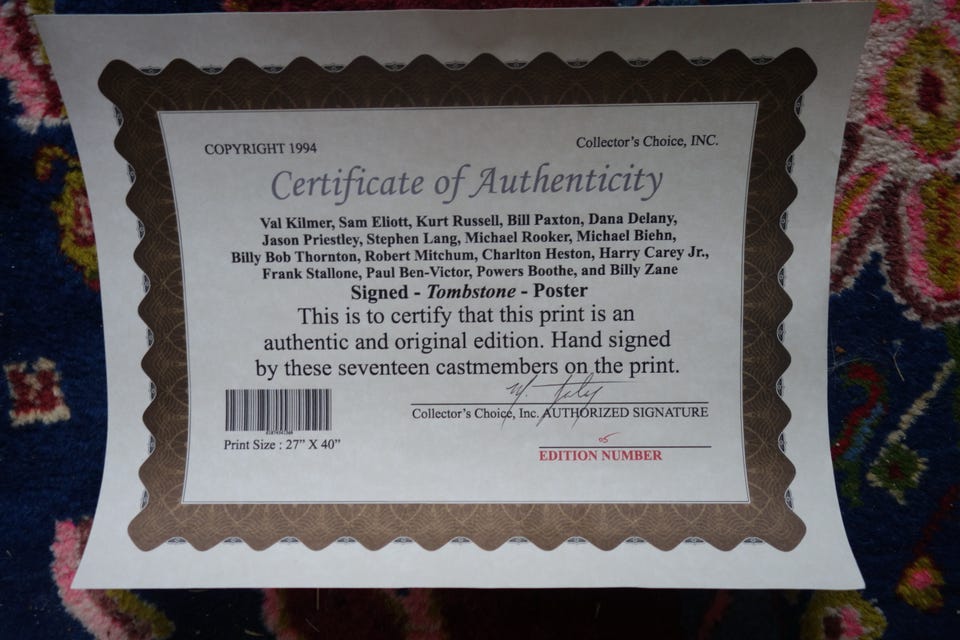 COPYRIGHT 1994
Collector's Choice, INC.
Certificate of Authenticity
Val Kilmer, Sam Eliott, Kurt Russell, Bill Paxton, Dana Delany,
Jason Priestley, Stephen Lang, Michael Rooker, Michael Biehn,
Billy Bob Thornton, Robert Mitchum, Charlton Heston, Harry Carey Jr.,
Frank Stallone, Paul Ben-Victor, Powers Boothe, and Billy Zane
Signed - Tombstone - Poster
This is to certify that this print is an
authentic and original edition. Hand signed
by these seventeen castmembers on the print.
Collector's Choice, Inc. AUTHORIZED SIGNATURE
Print Size : 27” X 40”
05
EDITION NUMBER